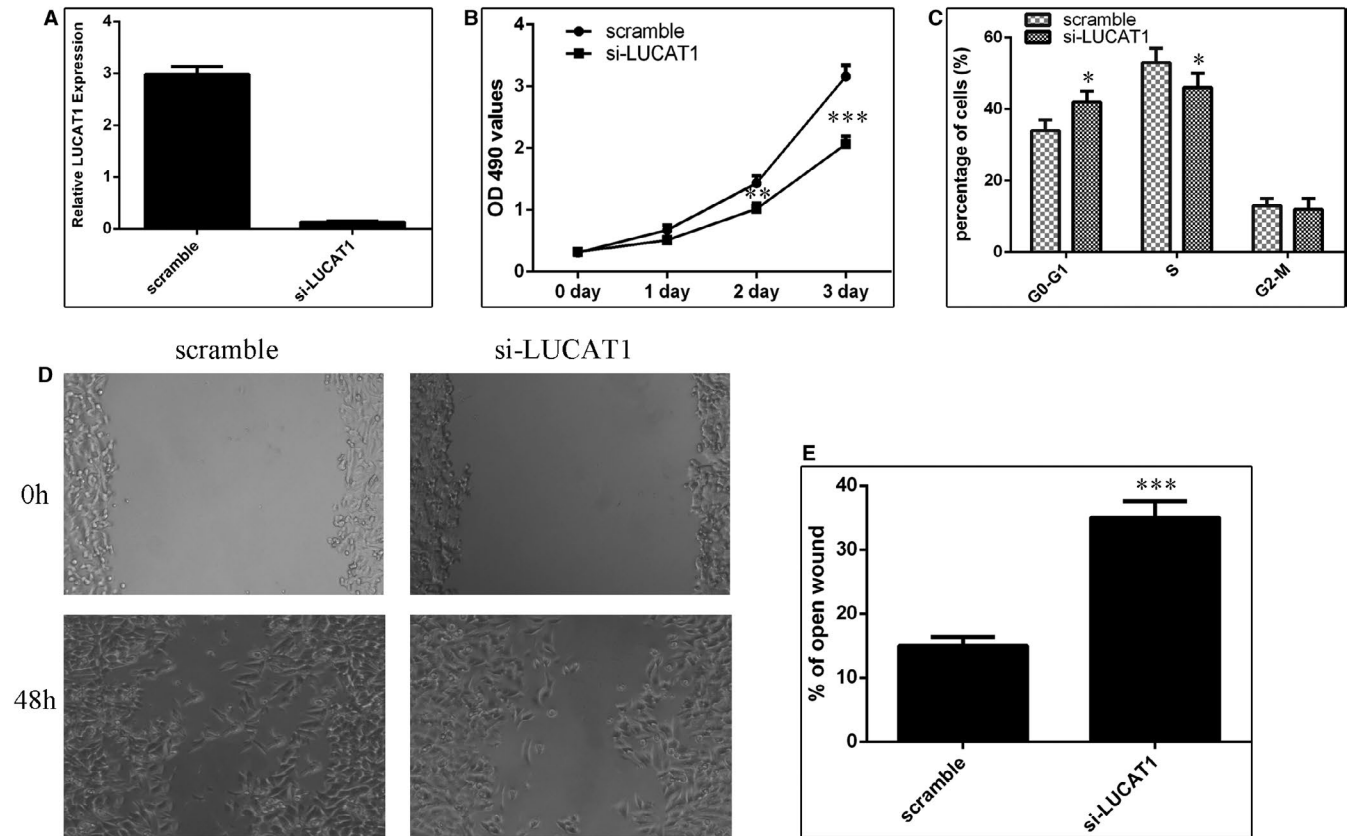 A
Relative LUCAT1 Expression
4
3
2
1
0
scramble
si-LUCAT1
B
scramble
si-LUCAT1
OD 490 values
4
3
2
1
0
**
***
0 day
1 day
2 day
3 day
C
scramble
si-LUCAT1
percentage of cells (%)
60
40
20
0
*
*
G0-G1
S
G2-M
D
scramble
si-LUCAT1
0h
48h
E
% of open wound
40
30
20
10
0
***
scramble
si-LUCAT1